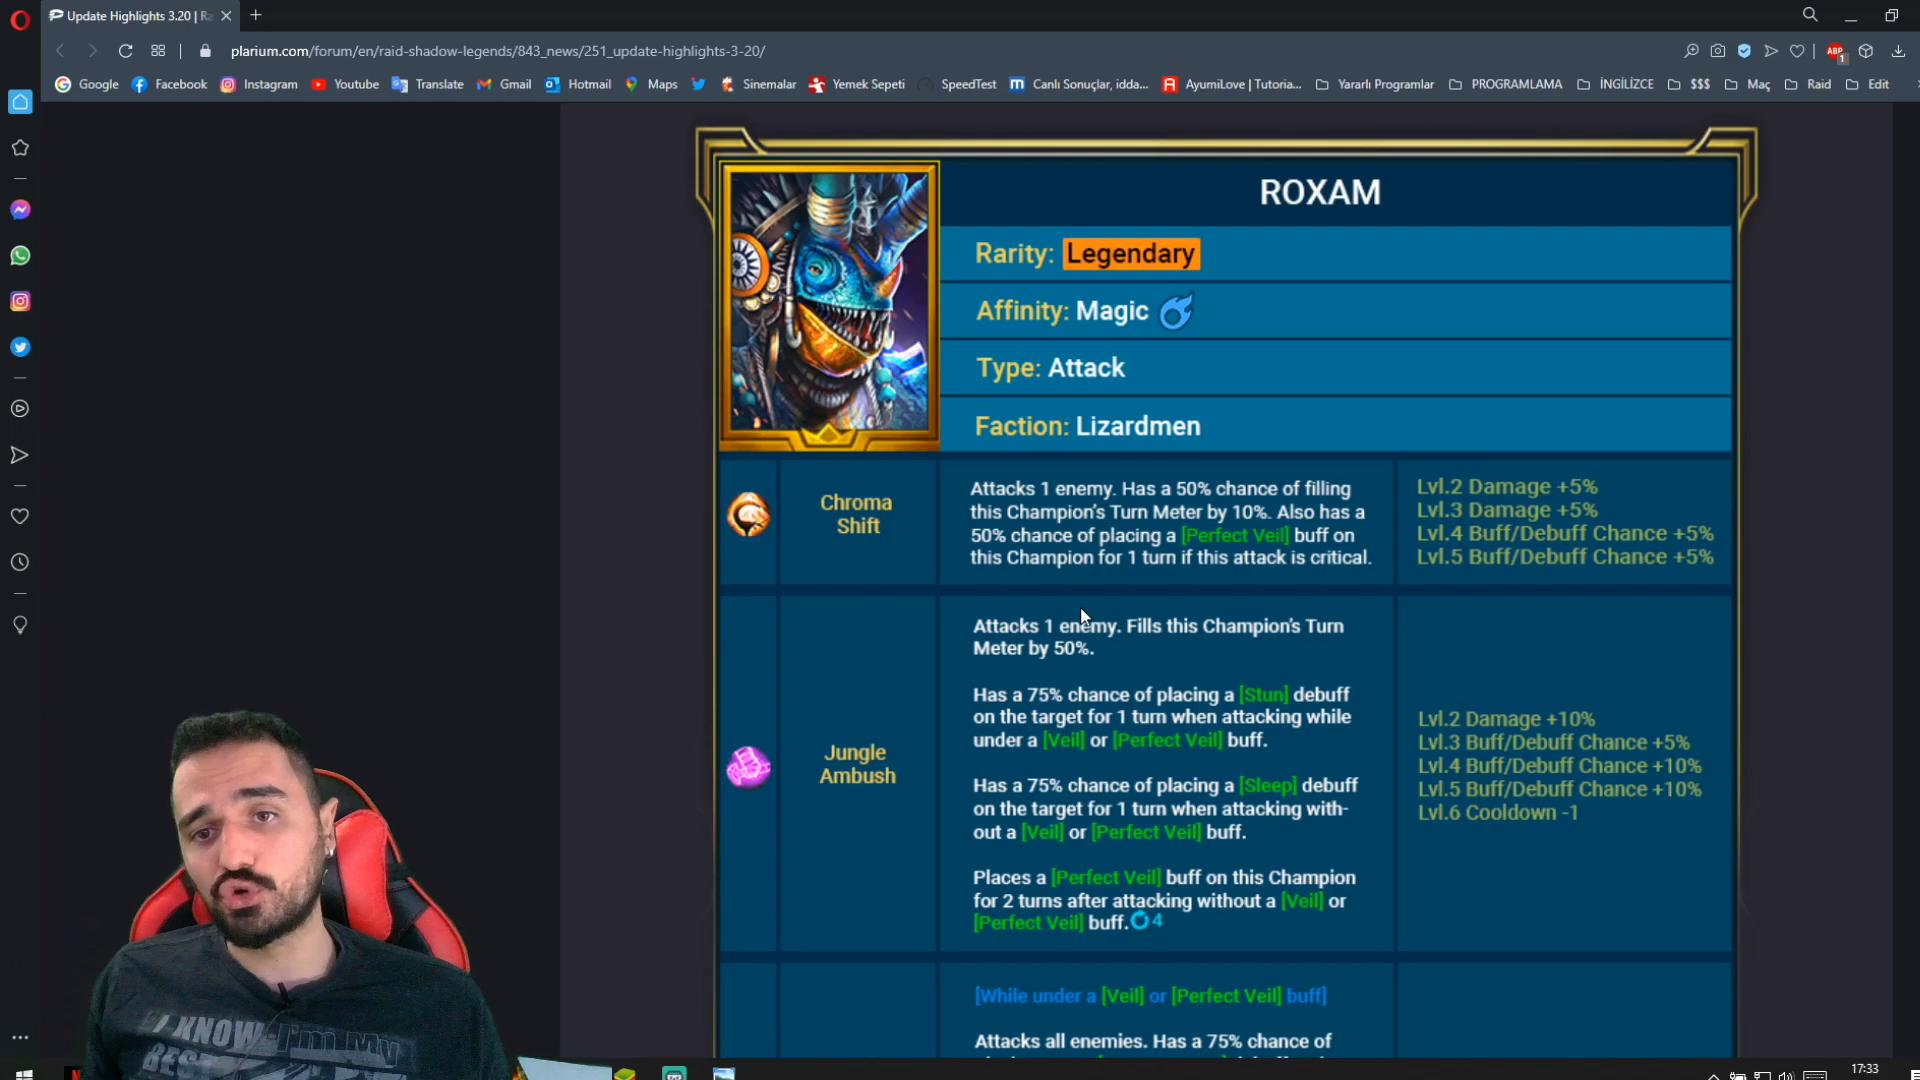 Update Highlights 3.20 | Ra
plarium.com/forum/en/raid-shadow-legends/843_news/251_update-highlights-3-20/
ABP
1
Google
Facebook
Instagram
Youtube
Translate
Gmail
Hotmail
Maps
Sinemalar
Yemek Sepeti
SpeedTest
Canlı Sonuçlar, idda...
AyumiLove | Tutoria...
Yararlı Programlar
PROGRAMLAMA
İNGİLİZCE
$$$
Maç
Raid
Edit
ROXAM
Rarity: Legendary
Affinity: Magic
Type: Attack
Faction: Lizardmen
Chroma
Shift
Attacks 1 enemy. Has a 50% chance of filling
this Champion's Turn Meter by 10%. Also has a
50% chance of placing a [Perfect Veil] buff on
this Champion for 1 turn if this attack is critical.
Lvl.2 Damage +5%
Lvl.3 Damage +5%
Lvl.4 Buff/Debuff Chance +5%
Lvl.5 Buff/Debuff Chance +5%
Jungle
Ambush
Attacks 1 enemy. Fills this Champion's Turn
Meter by 50%.
Has a 75% chance of placing a [Stun] debuff
on the target for 1 turn when attacking while
under a [Veil] or [Perfect Veil] buff.
Has a 75% chance of placing a [Sleep] debuff
on the target for 1 turn when attacking with-
out a [Veil] or [Perfect Veil] buff.
Places a [Perfect Veil] buff on this Champion
for 2 turns after attacking without a [Veil] or
[Perfect Veil] buff. 4
Lvl.2 Damage +10%
Lvl.3 Buff/Debuff Chance +5%
Lvl.4 Buff/Debuff Chance +10%
Lvl.5 Buff/Debuff Chance +10%
Lvl.6 Cooldown -1
[While under a [Veil] or [Perfect Veil] buff]
Attacks all enemies. Has a 75% chance of
I KNOW I'm My
BEST
17:33